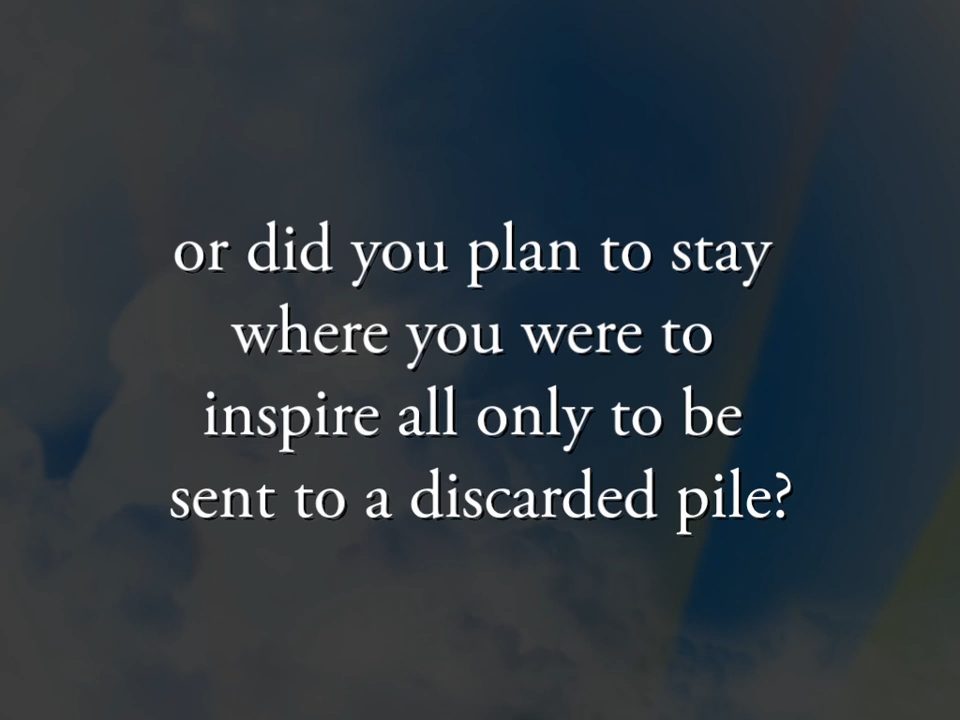 or did you plan to stay
where you were to
inspire all only to be
sent to a discarded pile?